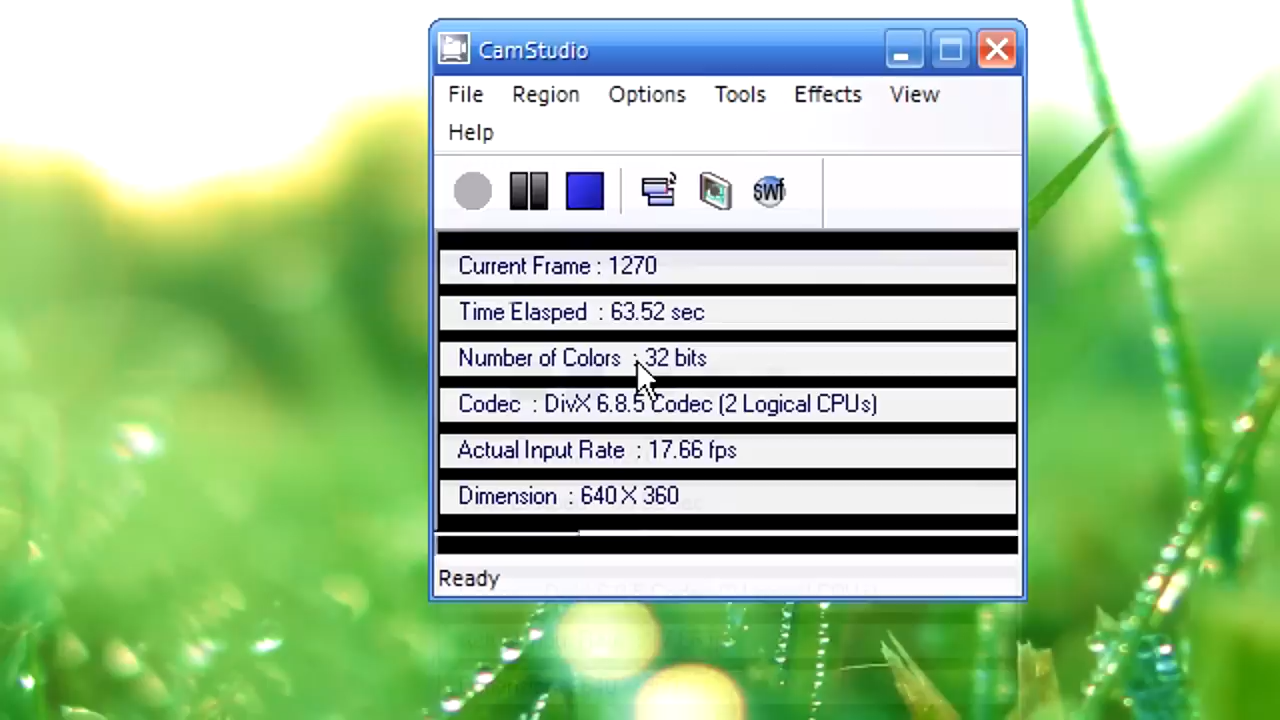 CamStudio
File Region Options Tools Effects View
Help
swf
Current Frame : 1270
Time Elasped : 63.52 sec
Number of Colors : 32 bits
Codec : DivX 6.8.5 Codec (2 Logical CPUs)
Actual Input Rate : 17.66 fps
Dimension : 640 X 360
Ready